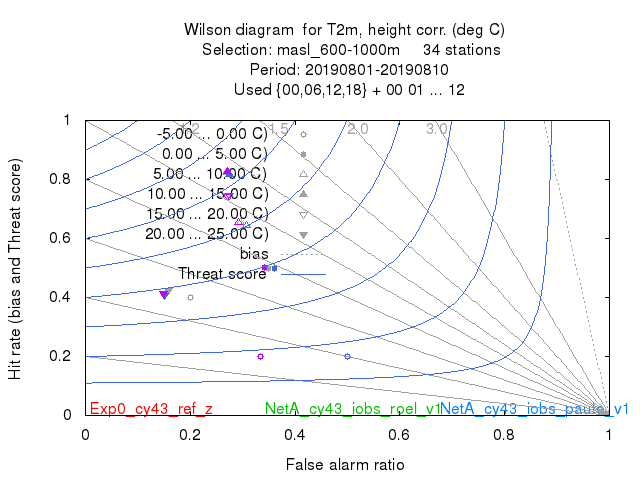 Wilson diagram for T2m, height corr. (deg C)
Selection: masl_600-1000m 34 stations
Period: 20190801-20190810
Used {00,06,12,18} + 00 01 ... 12
1.2 1.5 2.0 3.0
-5.00 ... 0.00 C)
0.00 ... 5.00 C)
5.00 ... 10.00 C)
10.00 ... 15.00 C)
15.00 ... 20.00 C)
20.00 ... 25.00 C)
bias
Threat score
Hit rate (bias and Threat score)
1
0.8
0.6
0.4
0.2
0
Exp0_cy43_ref_z NetA_cy43_iobs_roel_v1 NetA_cy43_iobs_paula_v1
0 0.2 0.4 0.6 0.8 1
False alarm ratio